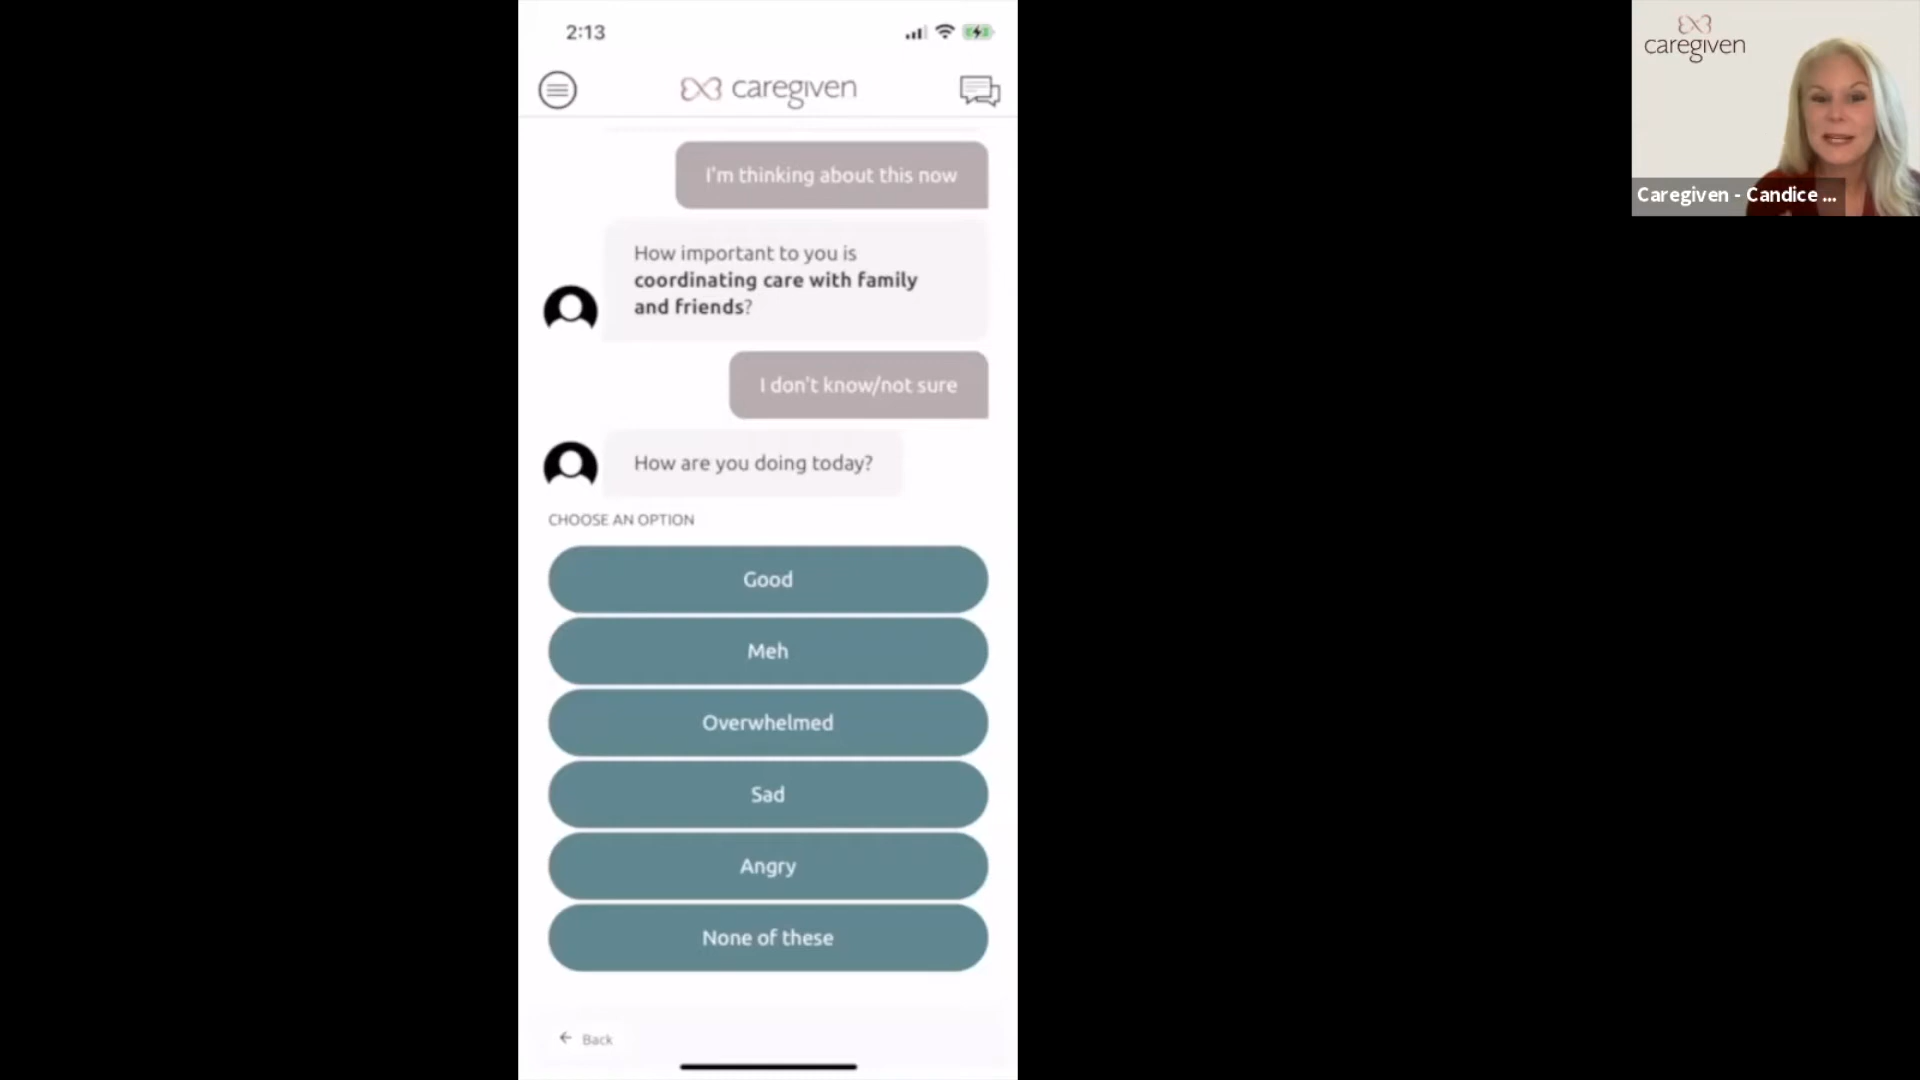 2:13
caregiven
I'm thinking about this now
How important to you is
coordinating care with family
and friends?
I don't know/not sure
How are you doing today?
CHOOSE AN OPTION
Good
Meh
Overwhelmed
Sad
Angry
None of these
Back
caregiven
Caregiven - Candice ...